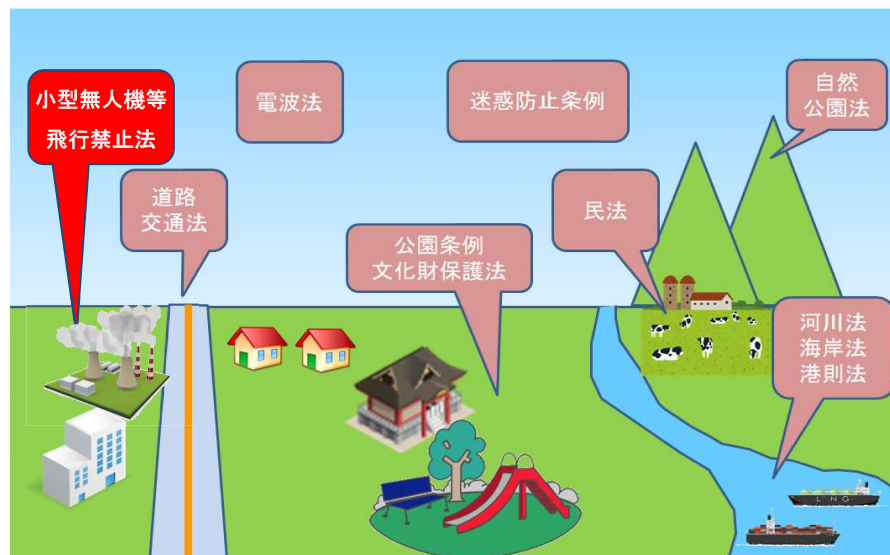 小型無人機等
飛行禁止法
電波法
迷惑防止条例
自然
公園法
道路
交通法
公園条例
文化財保護法
民法
河川法
海岸法
港則法
LNG